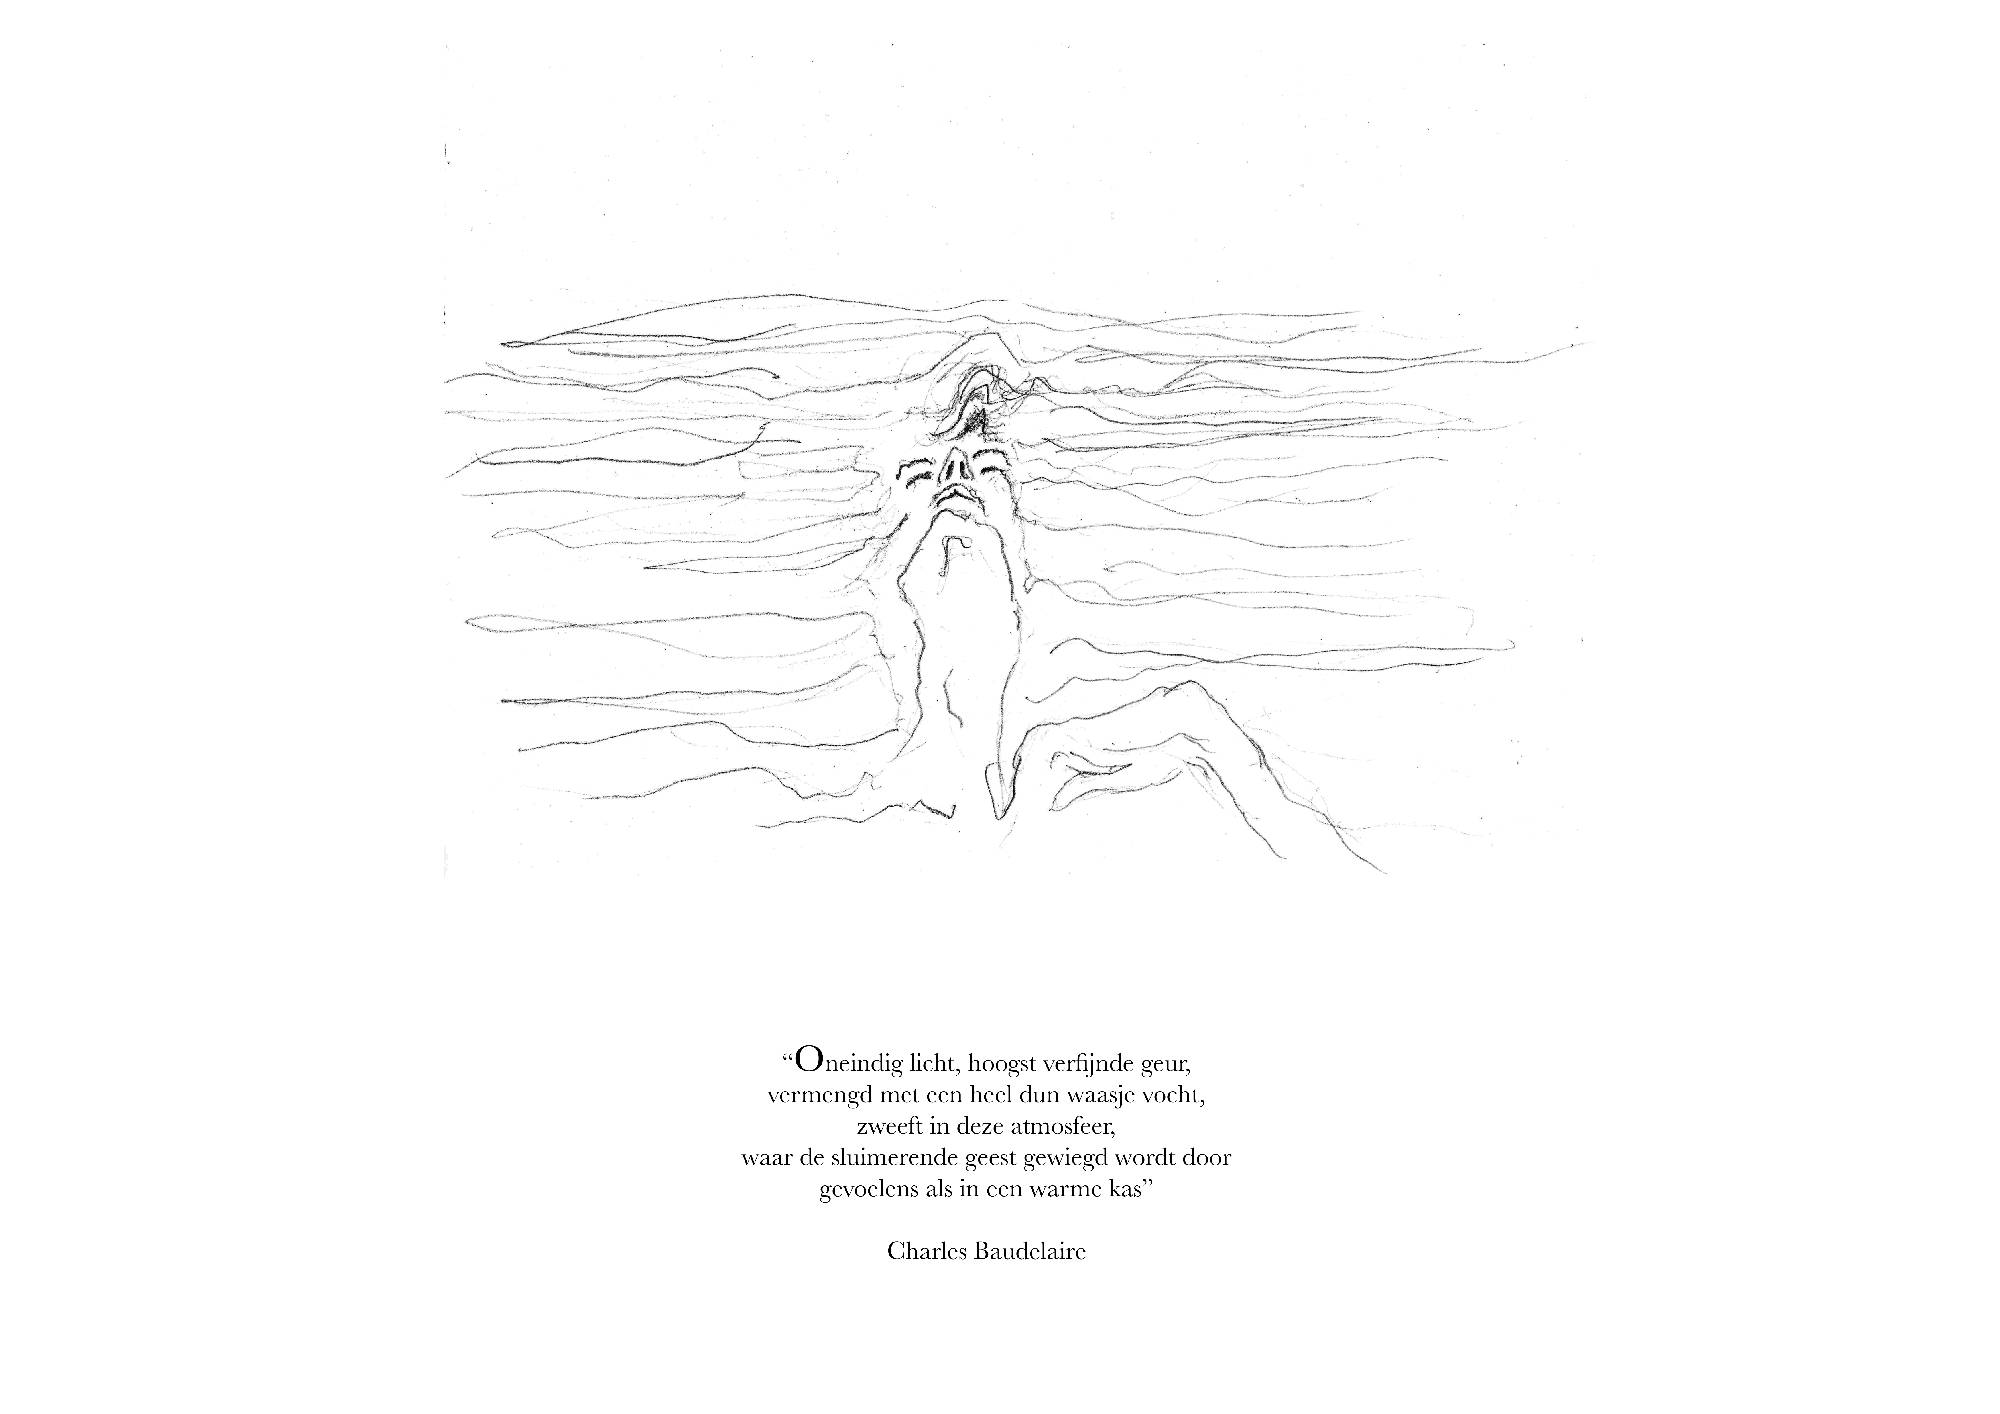 “Oneindig licht, hoogst verfijnde geur,
vermengd met een heel dun waasje vocht,
zweeft in deze atmosfeer,
waar de sluimerende geest gewiegd wordt door
gevoelens als in een warme kas”
Charles Baudelaire